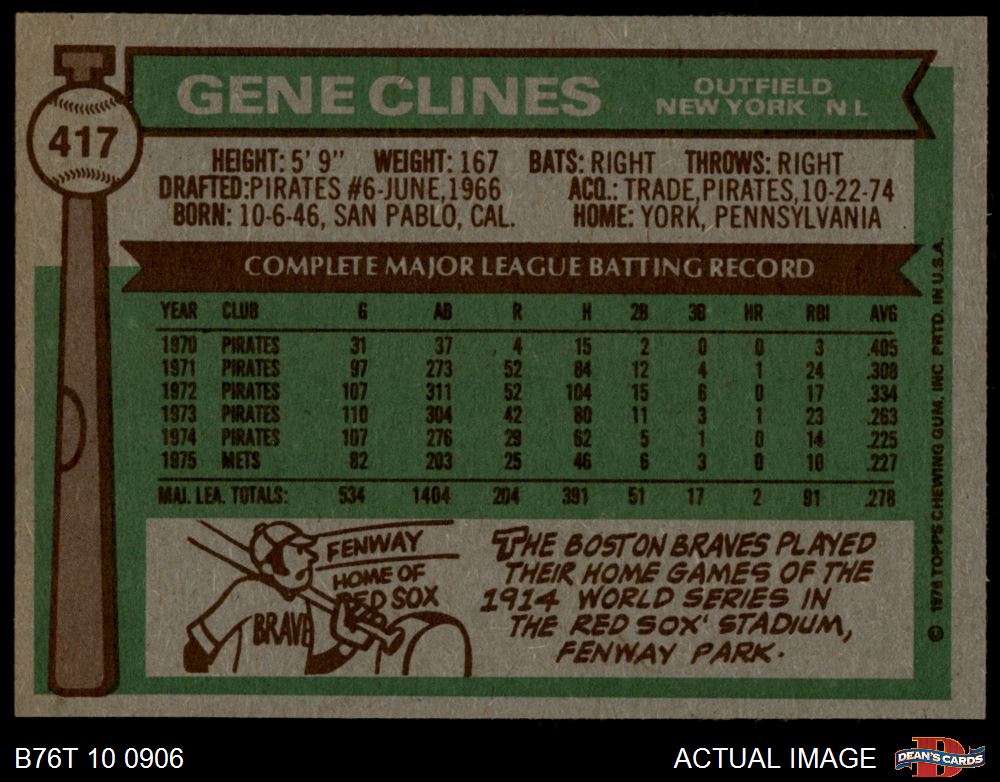 417
GENE CLINES
OUTFIELD
NEW YORK N L
HEIGHT: 5' 9" WEIGHT: 167 BATS: RIGHT THROWS: RIGHT
DRAFTED: PIRATES #6-JUNE, 1966 ACQ.: TRADE, PIRATES, 10-22-74
BORN: 10-6-46, SAN PABLO, CAL. HOME: YORK, PENNSYLVANIA
COMPLETE MAJOR LEAGUE BATTING RECORD
YEAR CLUB G AB R H 2B 3B HR RBI AVG
1970 PIRATES 31 37 4 15 2 0 0 3 .405
1971 PIRATES 97 273 52 84 12 4 1 24 .308
1972 PIRATES 107 311 52 104 15 6 0 17 .334
1973 PIRATES 110 304 42 80 11 3 1 23 .263
1974 PIRATES 107 276 29 62 5 1 0 14 .225
1975 METS 82 203 25 46 6 3 0 10 .227
MAJ. LEA. TOTALS: 534 1404 204 391 51 17 2 91 .278
FENWAY
HOME OF
RED SOX
BRAVE
THE BOSTON BRAVES PLAYED
THEIR HOME GAMES OF THE
1914 WORLD SERIES IN
THE RED SOX' STADIUM,
FENWAY PARK.
© 1976 TOPPS CHEWING GUM, INC PRTD. IN U.S.A.
B76T 10 0906
ACTUAL IMAGE
D
DEAN'S CARDS